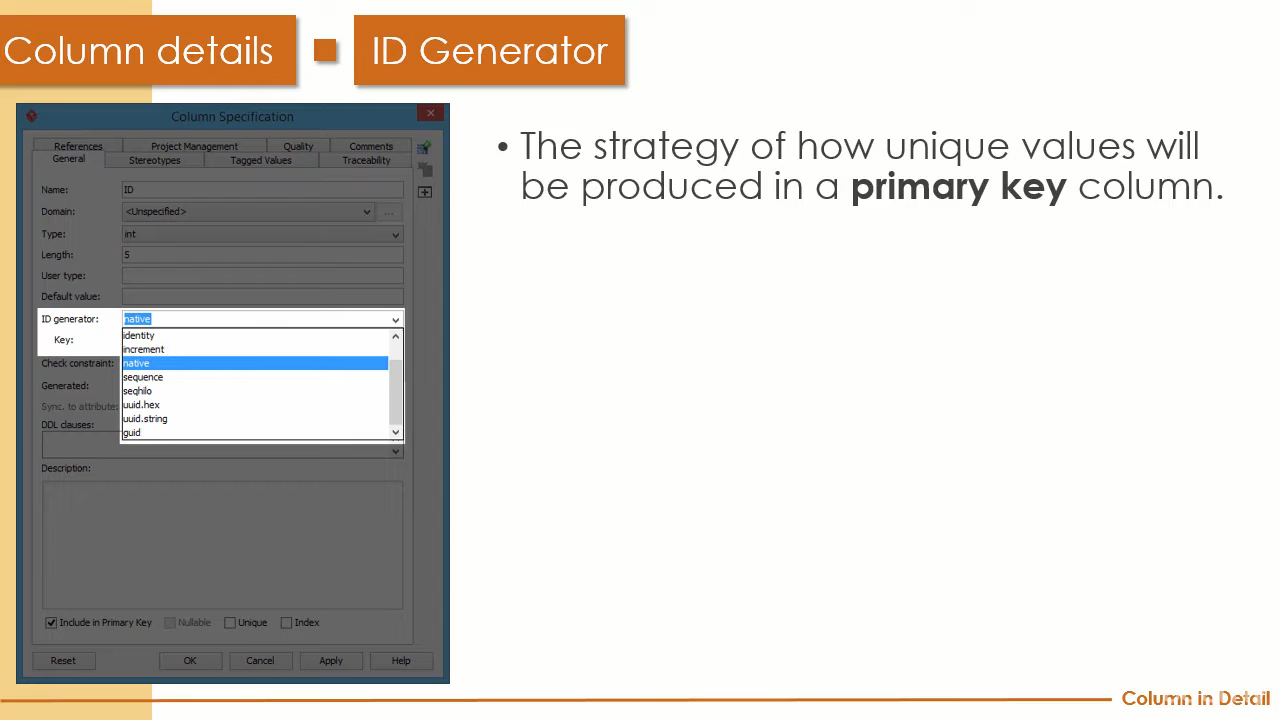 Column details ▪ ID Generator
Column Specification
References Project Management Quality Comments
General Stereotypes Tagged Values Traceability
Name: ID
Domain: <Unspecified> ...
Type: int
Length: 5
User type:
Default value:
ID generator: native
identity
Key:
increment
Check constraint: native
sequence
Generated:
seqhilo
Sync. to attribute:
uuid.hex
uuid.string
DDL clauses:
guid
Description:
Include in Primary Key Nullable Unique Index
Reset OK Cancel Apply Help
• The strategy of how unique values will
be produced in a primary key column.
Column in Detail